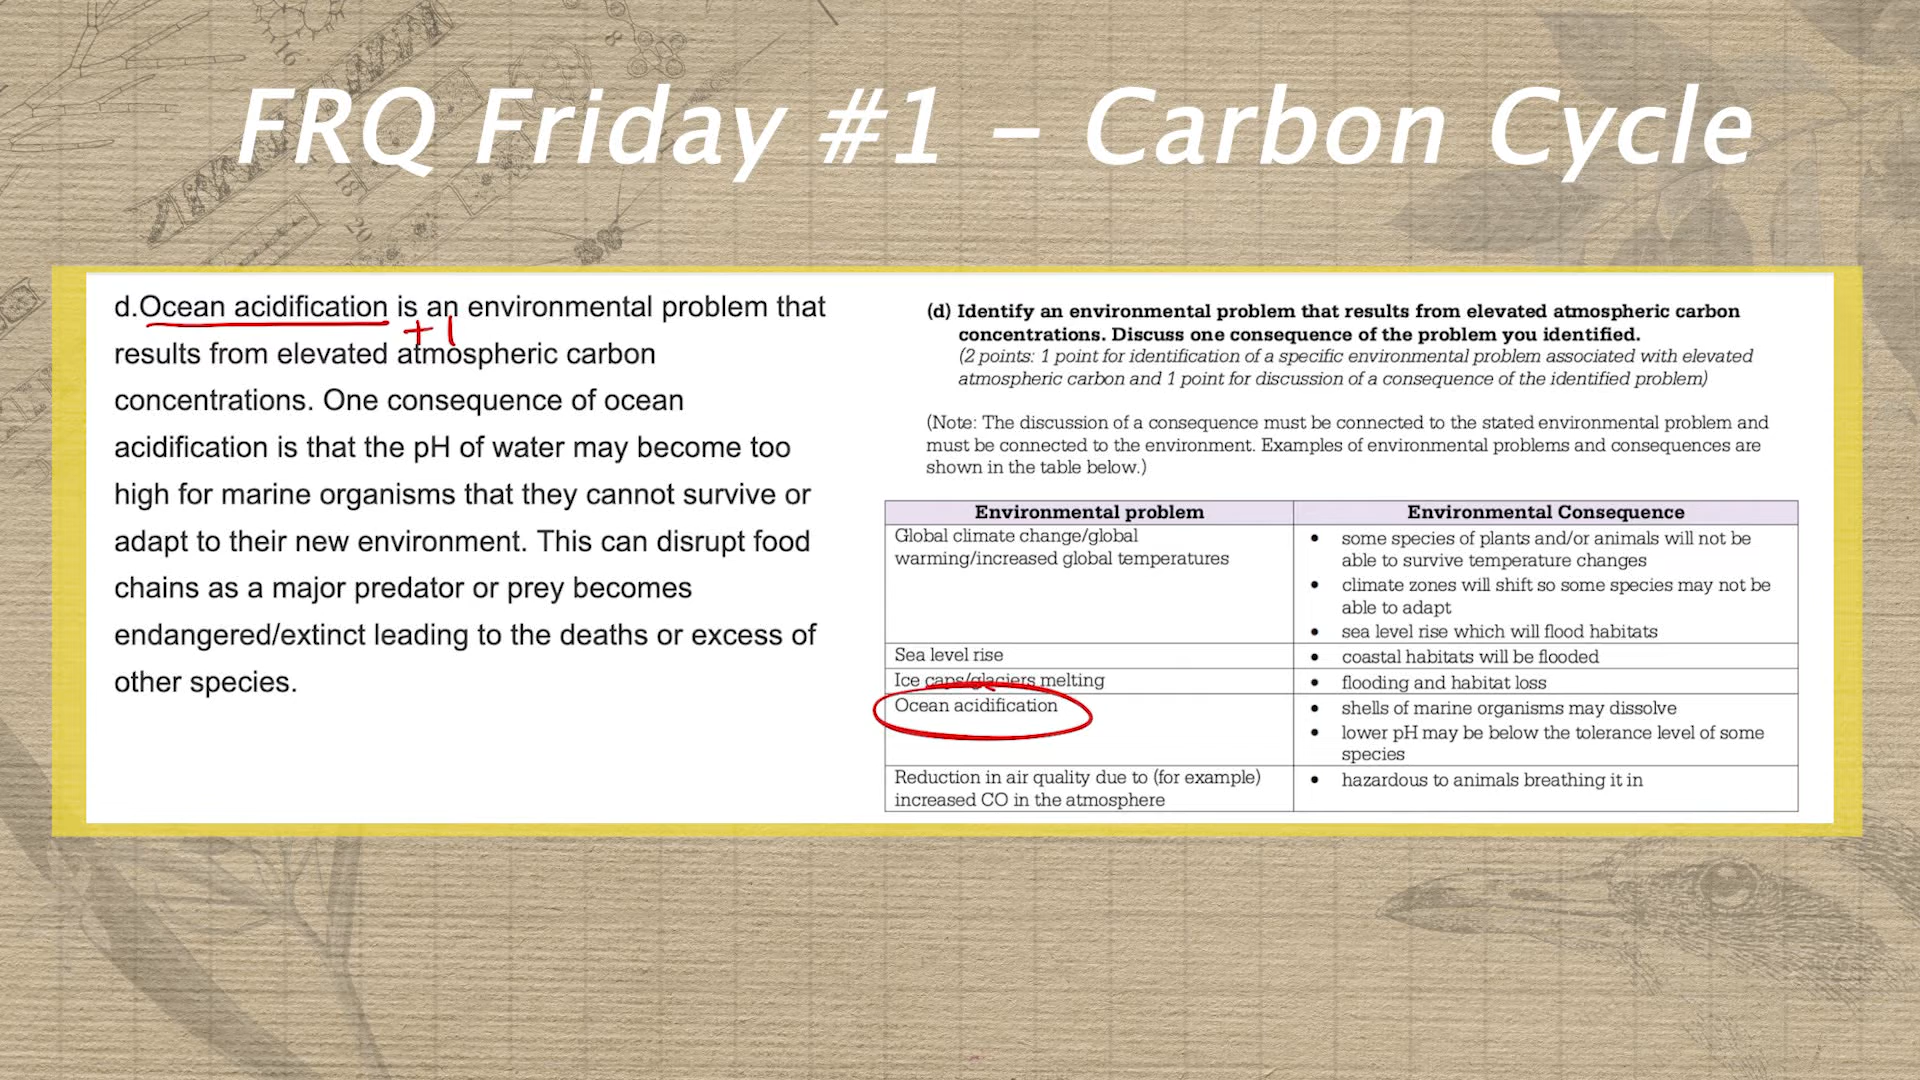 FRQ Friday #1 – Carbon Cycle
d.Ocean acidification is an environmental problem that
+1
results from elevated atmospheric carbon
concentrations. One consequence of ocean
acidification is that the pH of water may become too
high for marine organisms that they cannot survive or
adapt to their new environment. This can disrupt food
chains as a major predator or prey becomes
endangered/extinct leading to the deaths or excess of
other species.
(d) Identify an environmental problem that results from elevated atmospheric carbon
concentrations. Discuss one consequence of the problem you identified.
(2 points: 1 point for identification of a specific environmental problem associated with elevated
atmospheric carbon and 1 point for discussion of a consequence of the identified problem)
(Note: The discussion of a consequence must be connected to the stated environmental problem and
must be connected to the environment. Examples of environmental problems and consequences are
shown in the table below.)
Environmental problem
Environmental Consequence
Global climate change/global
warming/increased global temperatures
• some species of plants and/or animals will not be
able to survive temperature changes
• climate zones will shift so some species may not be
able to adapt
• sea level rise which will flood habitats
Sea level rise
• coastal habitats will be flooded
Ice caps/glaciers melting
• flooding and habitat loss
Ocean acidification
• shells of marine organisms may dissolve
• lower pH may be below the tolerance level of some
species
Reduction in air quality due to (for example)
increased CO in the atmosphere
• hazardous to animals breathing it in
16
18
20
8